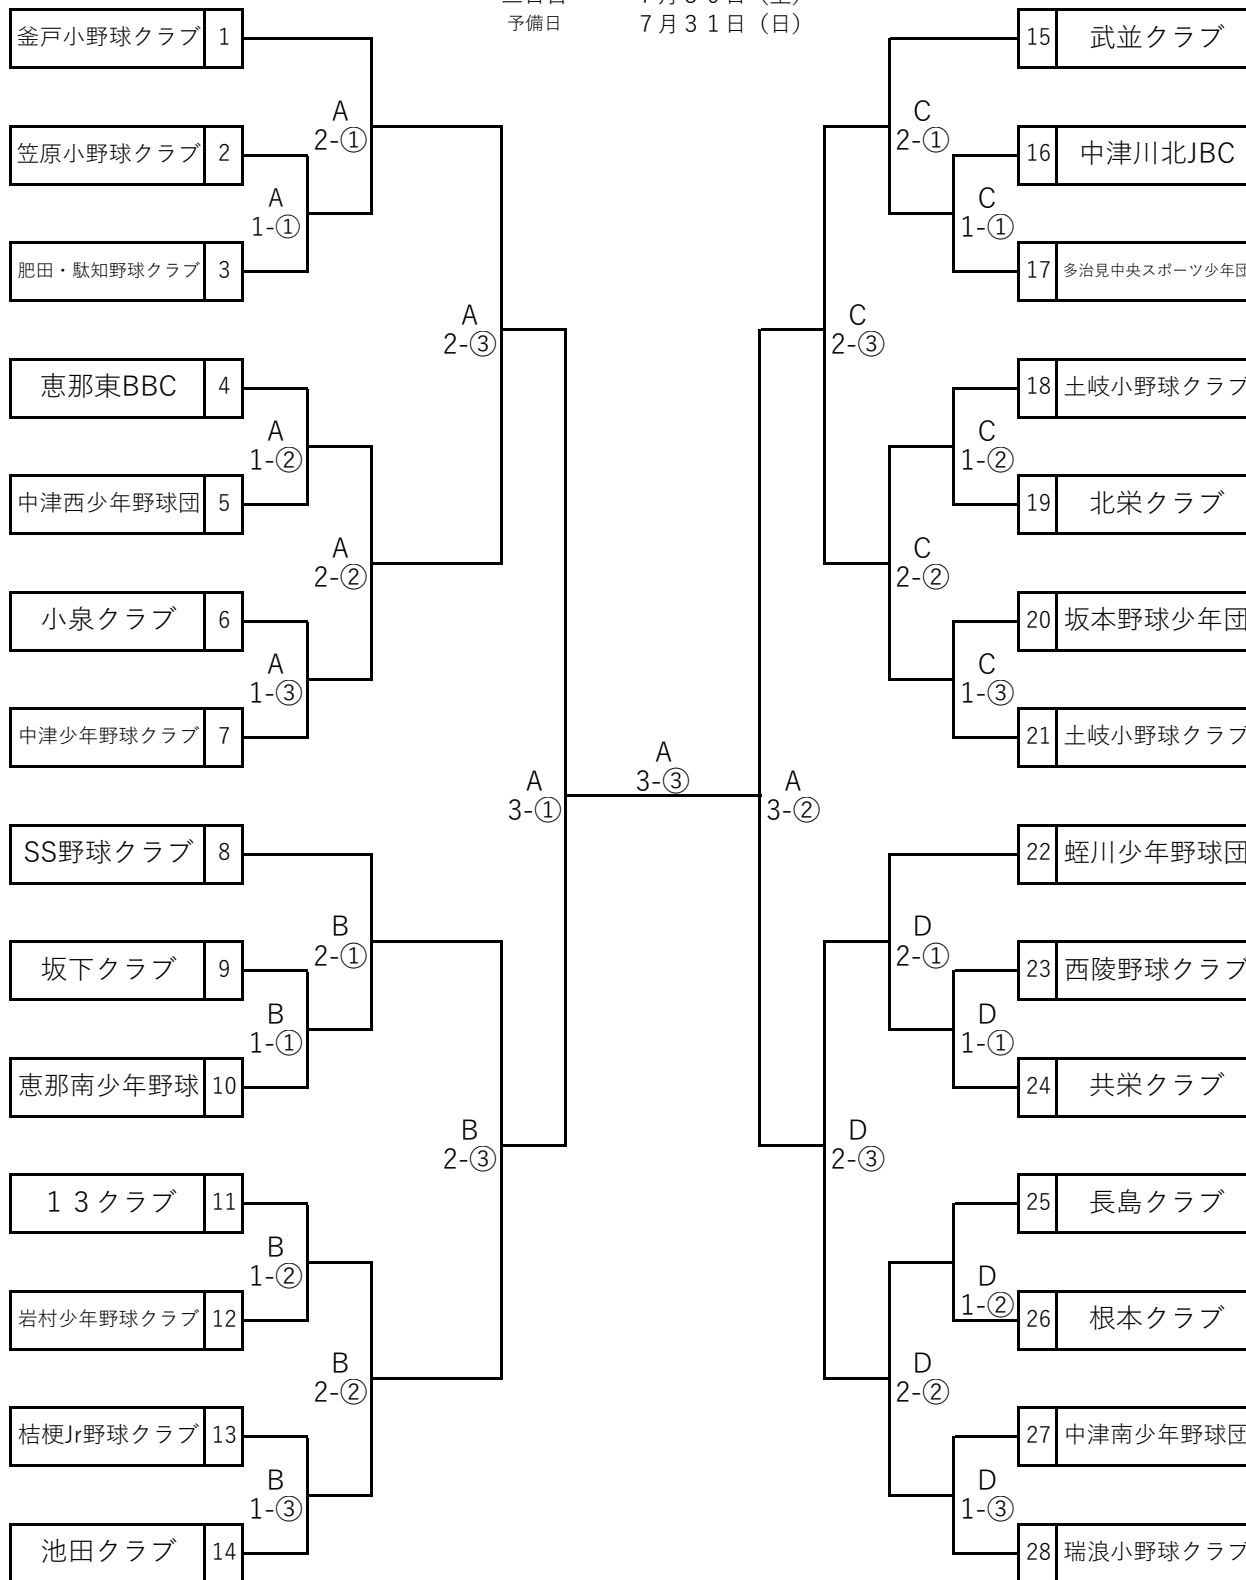 予備日 7月31日（日）
釜戸小野球クラブ 1
A
2-①
笠原小野球クラブ 2
A
1-①
肥田・駄知野球クラブ 3
A
2-③
恵那東BBC 4
A
1-②
中津西少年野球団 5
A
2-②
小泉クラブ 6
A
1-③
中津少年野球クラブ 7
A
3-①
SS野球クラブ 8
B
2-①
坂下クラブ 9
B
1-①
恵那南少年野球 10
B
2-③
１３クラブ 11
B
1-②
岩村少年野球クラブ 12
B
2-②
桔梗Jr野球クラブ 13
B
1-③
池田クラブ 14
A
3-③
15 武並クラブ
C
2-①
16 中津川北JBC
C
1-①
17 多治見中央スポーツ少年団
C
2-③
18 土岐小野球クラブ
C
1-②
19 北栄クラブ
C
2-②
20 坂本野球少年団
C
1-③
21 土岐小野球クラブ
A
3-②
22 蛭川少年野球団
D
2-①
23 西陵野球クラブ
D
1-①
24 共栄クラブ
D
2-③
25 長島クラブ
D
1-②
26 根本クラブ
D
2-②
27 中津南少年野球団
D
1-③
28 瑞浪小野球クラブ